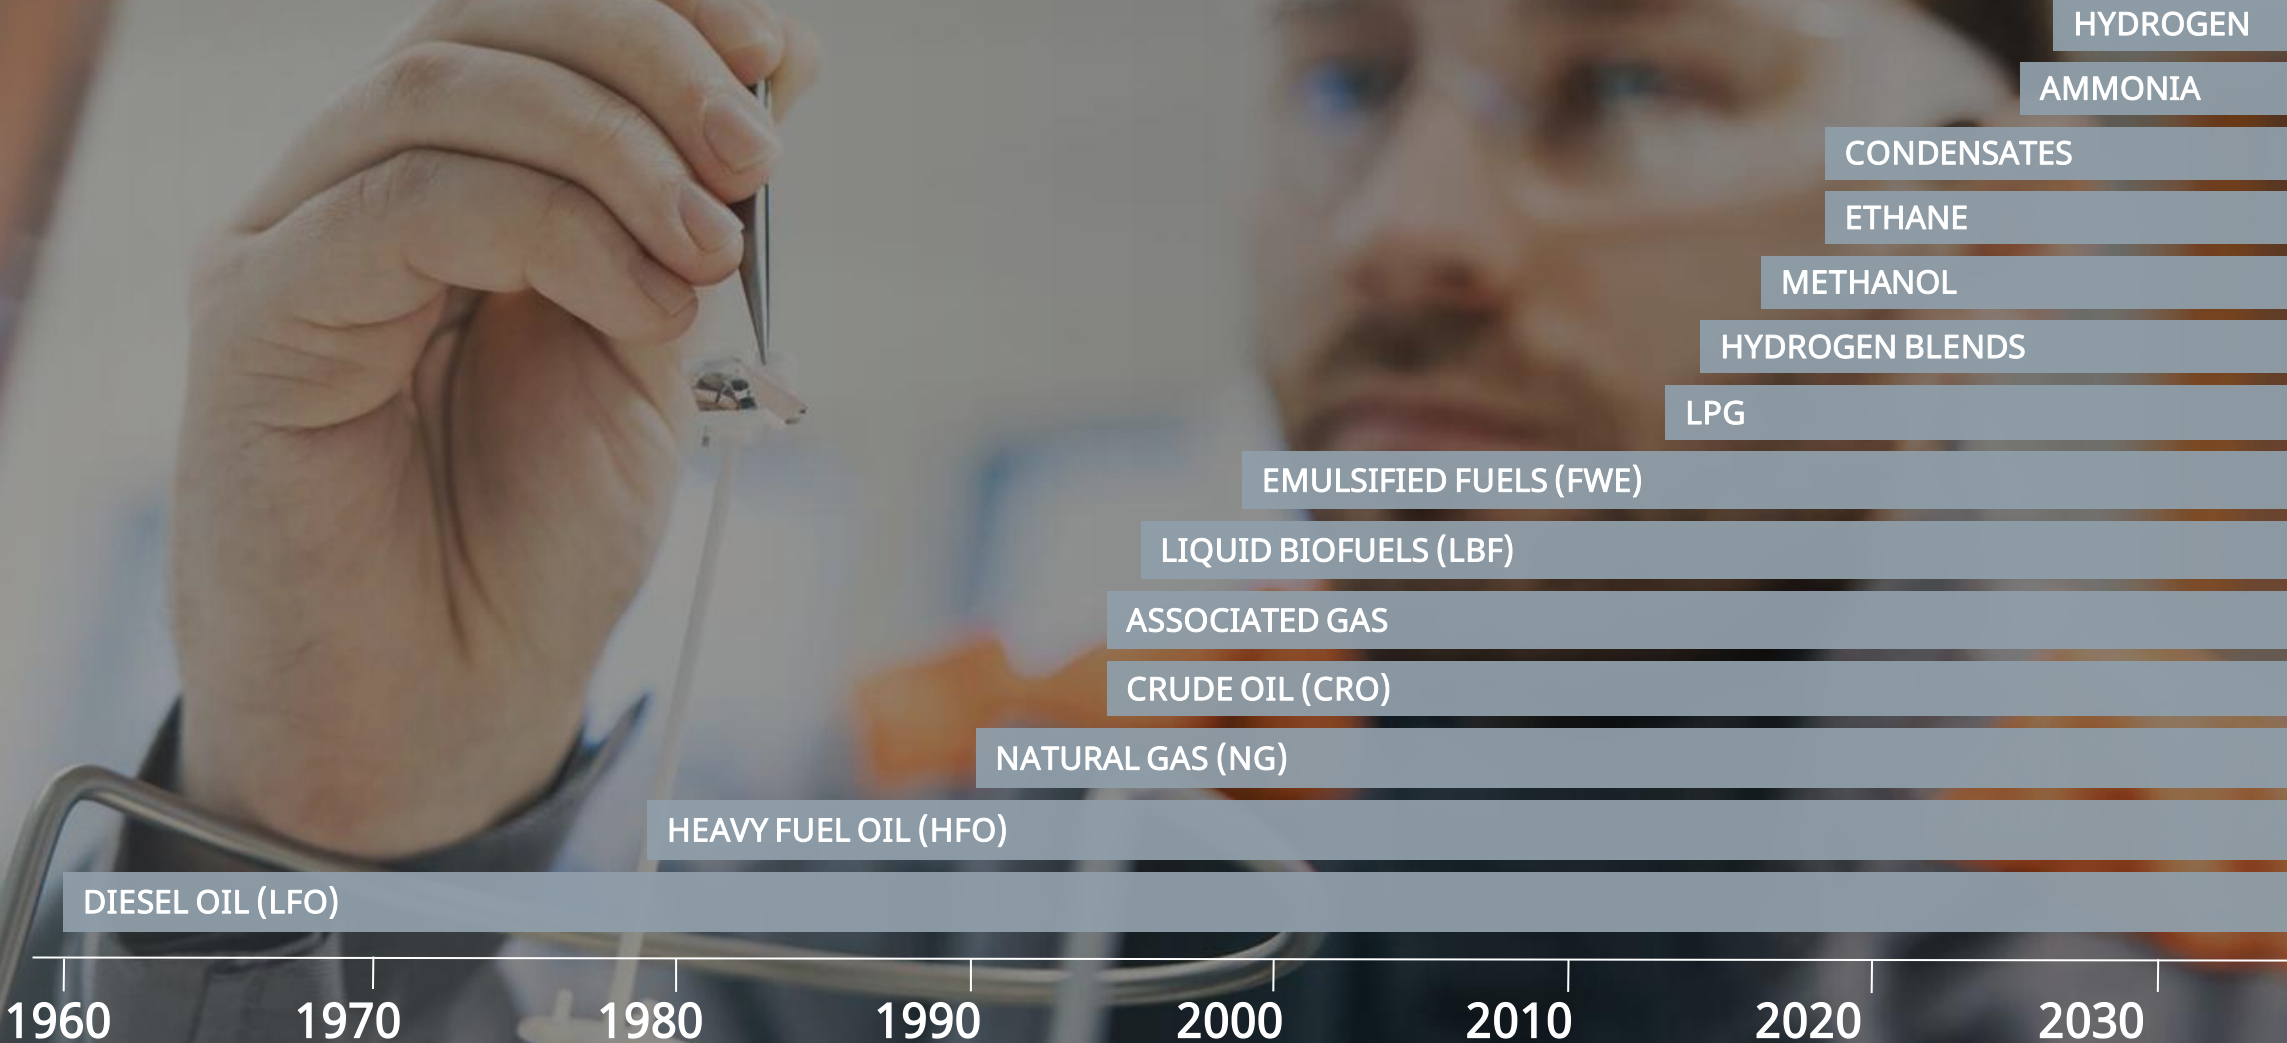 HYDROGEN
AMMONIA
CONDENSATES
ETHANE
METHANOL
HYDROGEN BLENDS
LPG
EMULSIFIED FUELS (FWE)
LIQUID BIOFUELS (LBF)
ASSOCIATED GAS
CRUDE OIL (CRO)
NATURAL GAS (NG)
HEAVY FUEL OIL (HFO)
DIESEL OIL (LFO)
1960 1970 1980 1990 2000 2010 2020 2030